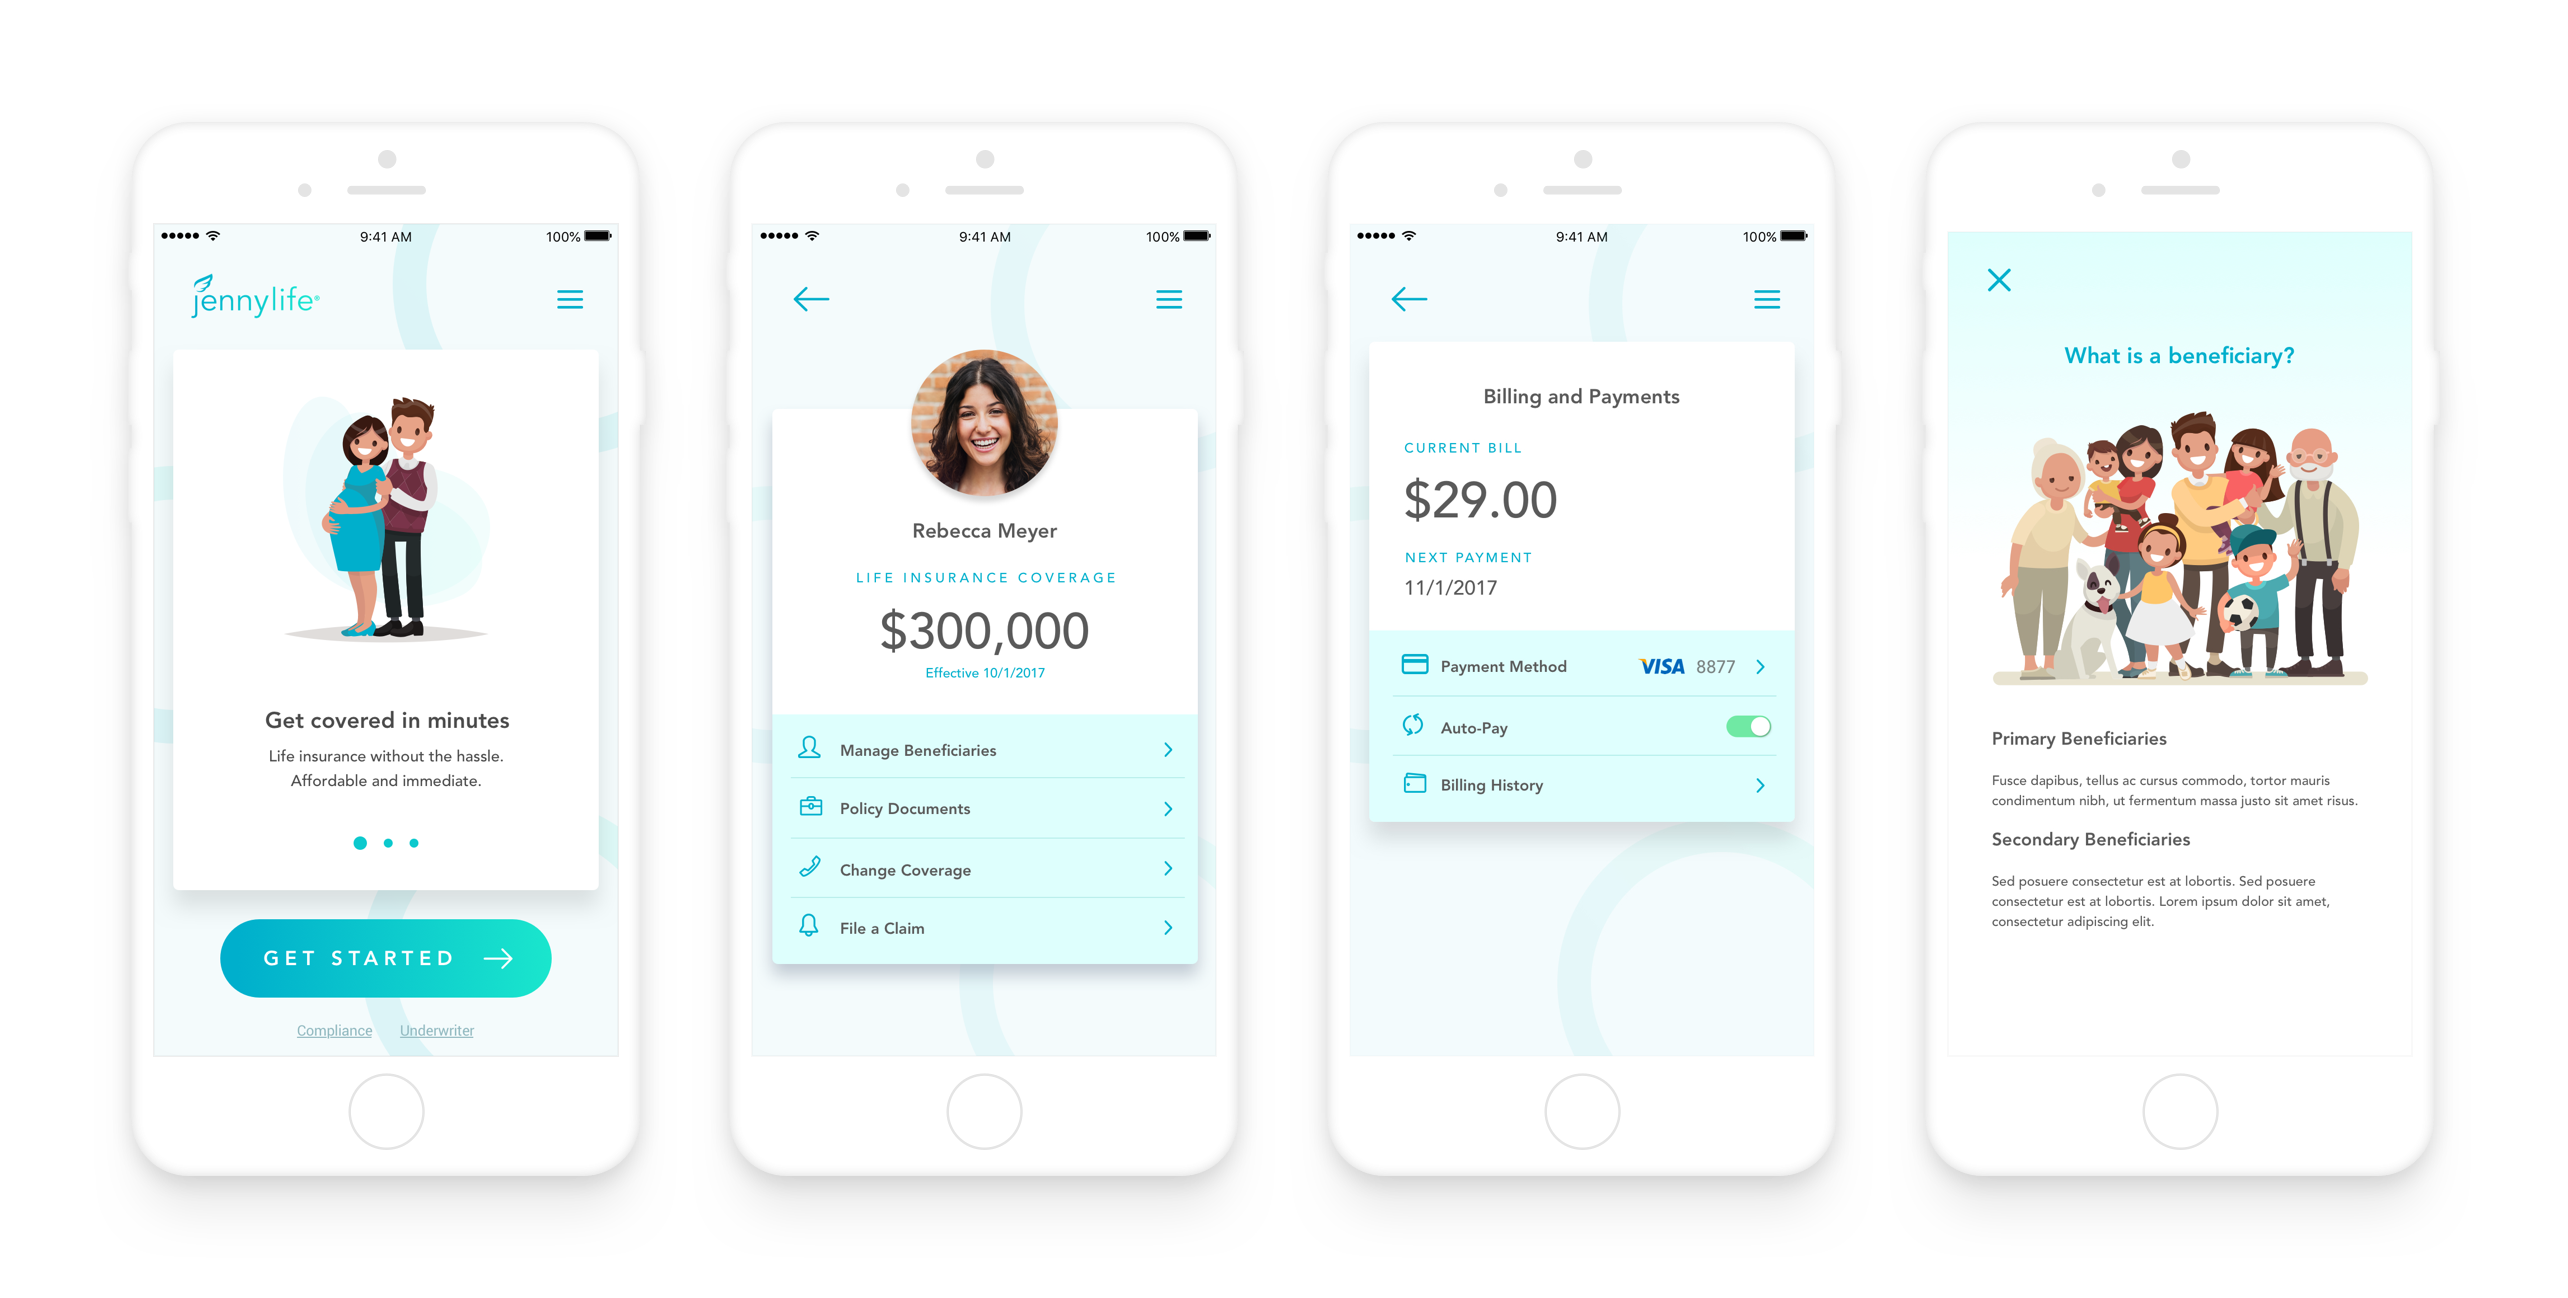 9:41 AM
100%
jennylife®
Get covered in minutes
Life insurance without the hassle.
Affordable and immediate.
GET STARTED
Compliance
Underwriter
9:41 AM
100%
Rebecca Meyer
LIFE INSURANCE COVERAGE
$300,000
Effective 10/1/2017
Manage Beneficiaries
Policy Documents
Change Coverage
File a Claim
9:41 AM
100%
Billing and Payments
CURRENT BILL
$29.00
NEXT PAYMENT
11/1/2017
Payment Method VISA 8877
Auto-Pay
Billing History
What is a beneficiary?
Primary Beneficiaries
Fusce dapibus, tellus ac cursus commodo, tortor mauris
condimentum nibh, ut fermentum massa justo sit amet risus.
Secondary Beneficiaries
Sed posuere consectetur est at lobortis. Sed posuere
consectetur est at lobortis. Lorem ipsum dolor sit amet,
consectetur adipiscing elit.